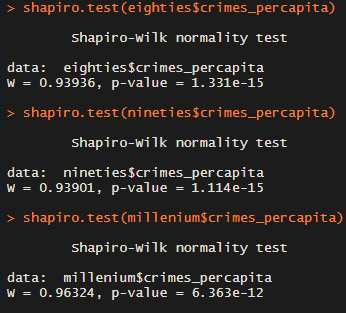 > shapiro.test(eighties$crimes_percapita)
Shapiro-Wilk normality test
data:  eighties$crimes_percapita
W = 0.93936, p-value = 1.331e-15
> shapiro.test(nineties$crimes_percapita)
Shapiro-Wilk normality test
data:  nineties$crimes_percapita
W = 0.93901, p-value = 1.114e-15
> shapiro.test(millenium$crimes_percapita)
Shapiro-Wilk normality test
data:  millenium$crimes_percapita
W = 0.96324, p-value = 6.363e-12